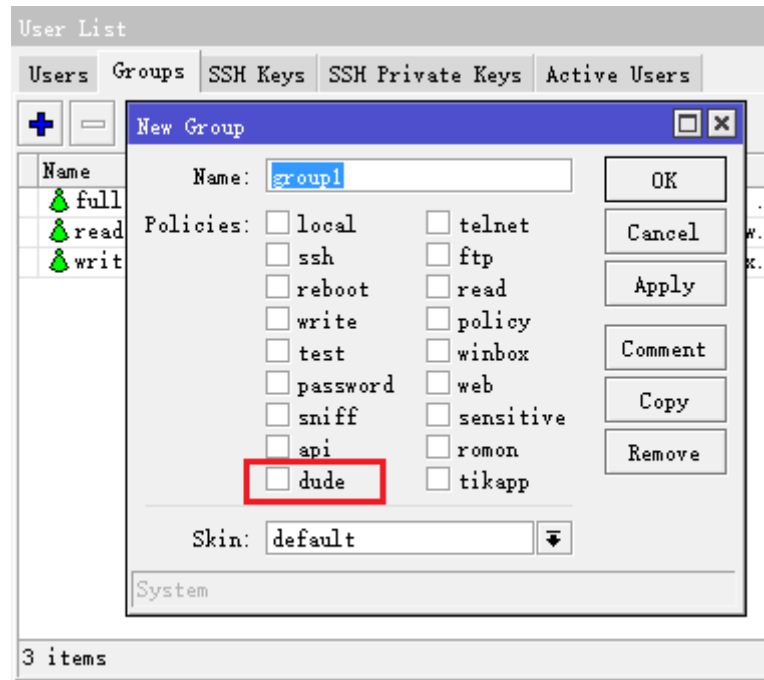 User List
Users Groups SSH Keys SSH Private Keys Active Users
New Group
Name
full
read
writ
Name: group1
Policies: local telnet
ssh ftp
reboot read
write policy
test winbox
password web
sniff sensitive
api romon
dude tikapp
Skin: default
System
OK
Cancel
Apply
Comment
Copy
Remove
3 items